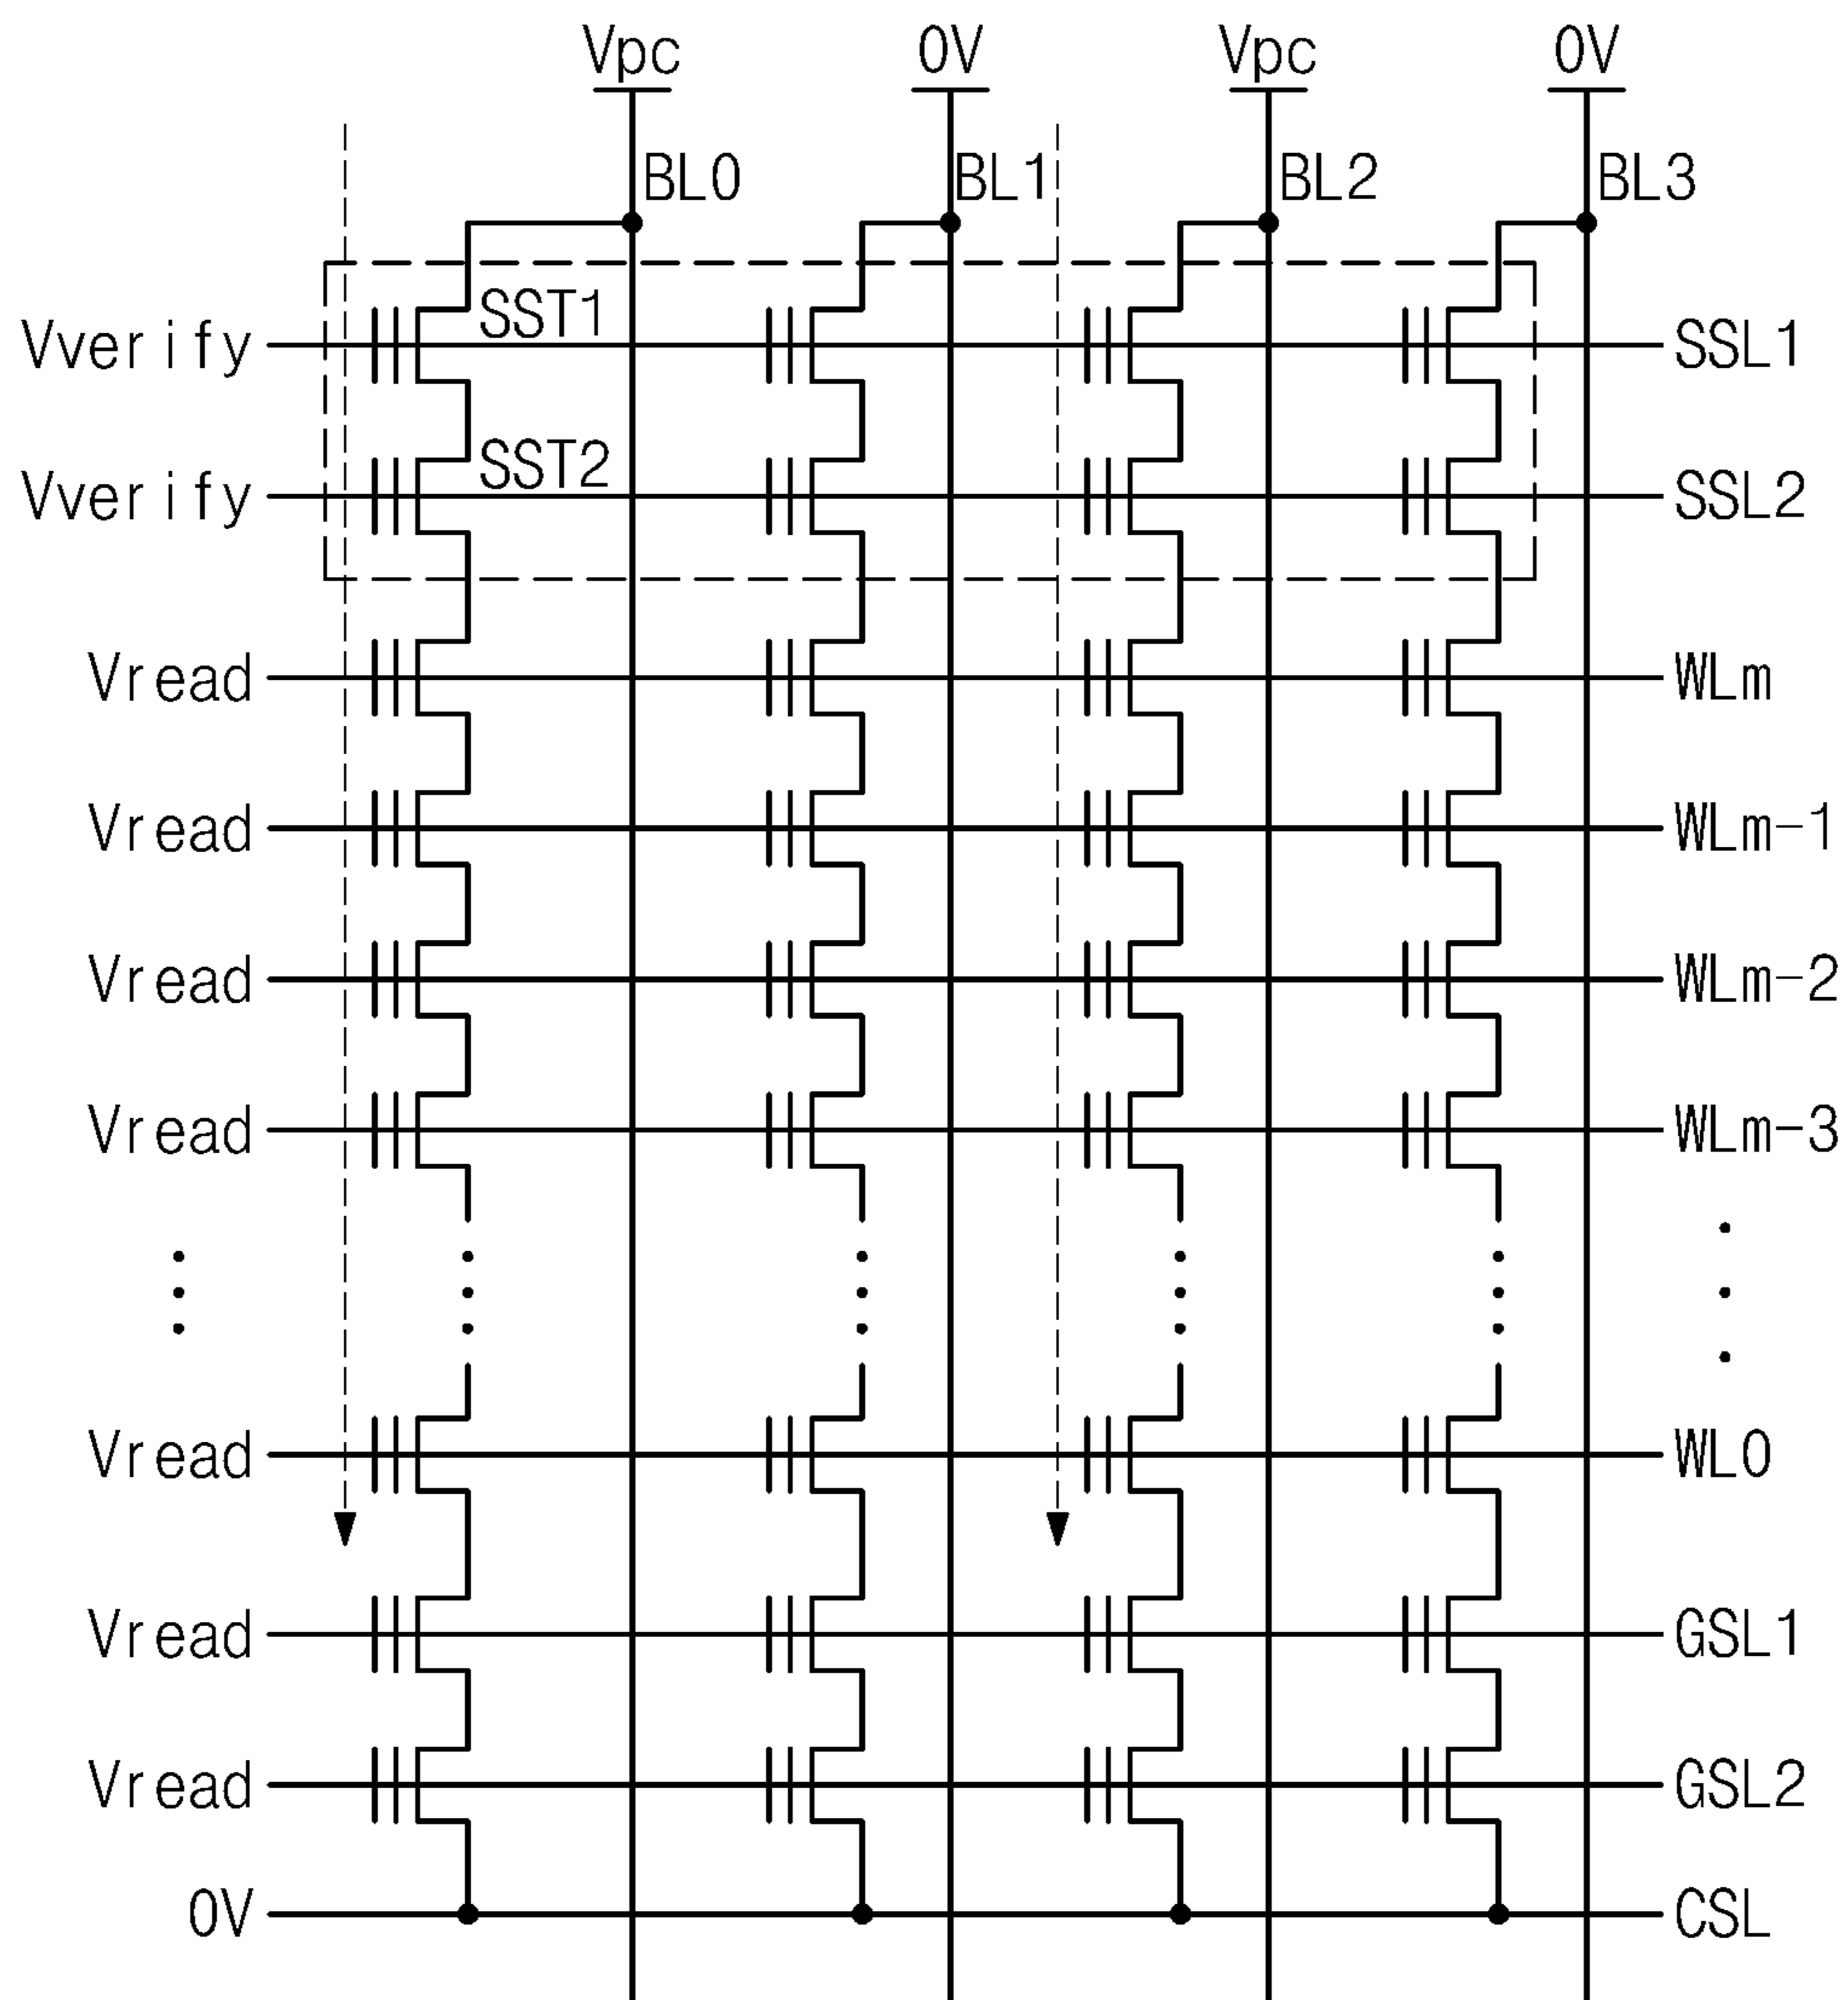 Vpc 0V Vpc 0V
BL0 BL1 BL2 BL3
SST1
Vverify SSL1
SST2
Vverify SSL2
Vread WLm
Vread WLm-1
Vread WLm-2
Vread WLm-3
Vread WL0
Vread GSL1
Vread GSL2
0V CSL